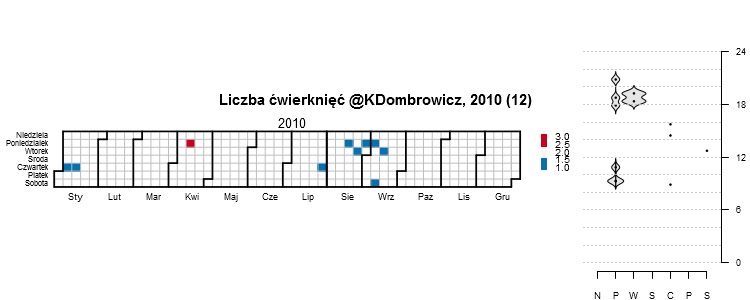 Liczba ćwierknięć @KDombrowicz, 2010 (12)
2010
Niedziela
Poniedziałek
Wtorek
Środa
Czwartek
Piatek
Sobota
Sty Lut Mar Kwi Maj Cze Lip Sie Wrz Paz Lis Gru
3.0
2.5
2.0
1.5
1.0
24
18
12
6
0
N P W S C P S